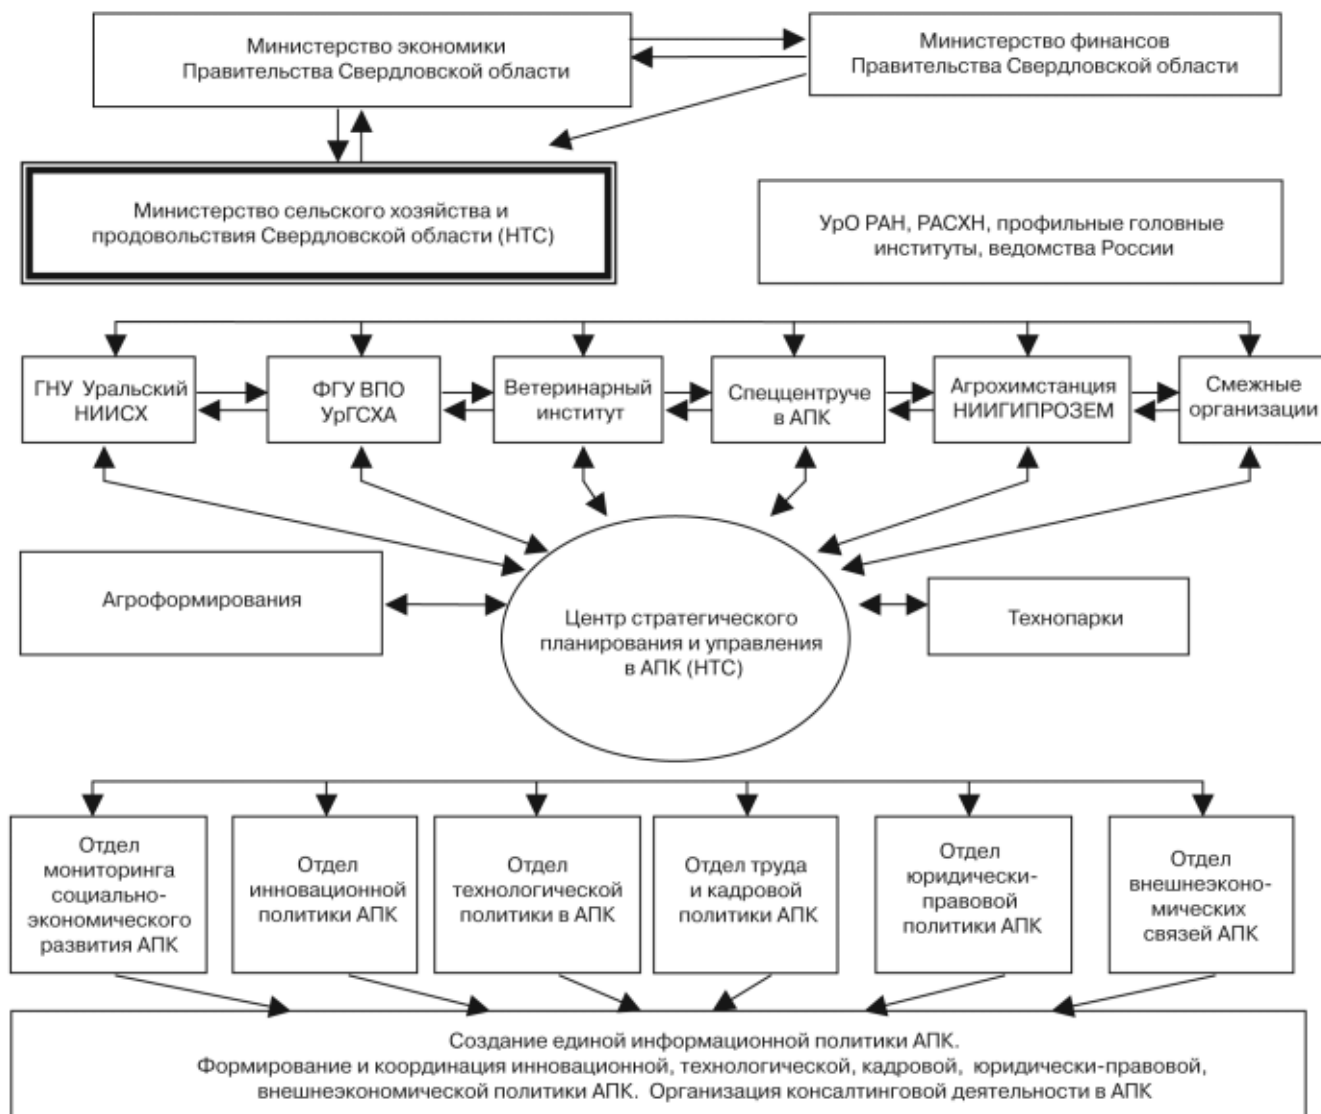 Министерство экономики
Правительства Свердловской области
Министерство финансов
Правительства Свердловской области
Министерство сельского хозяйства и
продовольствия Свердловской области (НТС)
УрО РАН, РАСХН, профильные головные
институты, ведомства России
ГНУ Уральский
НИИСХ
ФГУ ВПО
УрГСХА
Ветеринарный
институт
Спеццентруче
в АПК
Агрохимстанция
НИИГИПРОЗЕМ
Смежные
организации
Агроформирования
Центр стратегического
планирования и управления
в АПК (НТС)
Технопарки
Отдел
мониторинга
социально-
экономического
развития АПК
Отдел
инновационной
политики АПК
Отдел
технологической
политики в АПК
Отдел труда
и кадровой
политики АПК
Отдел
юридически-
правовой
политики АПК
Отдел
внешнеэконо-
мических
связей АПК
Создание единой информационной политики АПК.
Формирование и координация инновационной, технологической, кадровой, юридически-правовой,
внешнеэкономической политики АПК. Организация консалтинговой деятельности в АПК